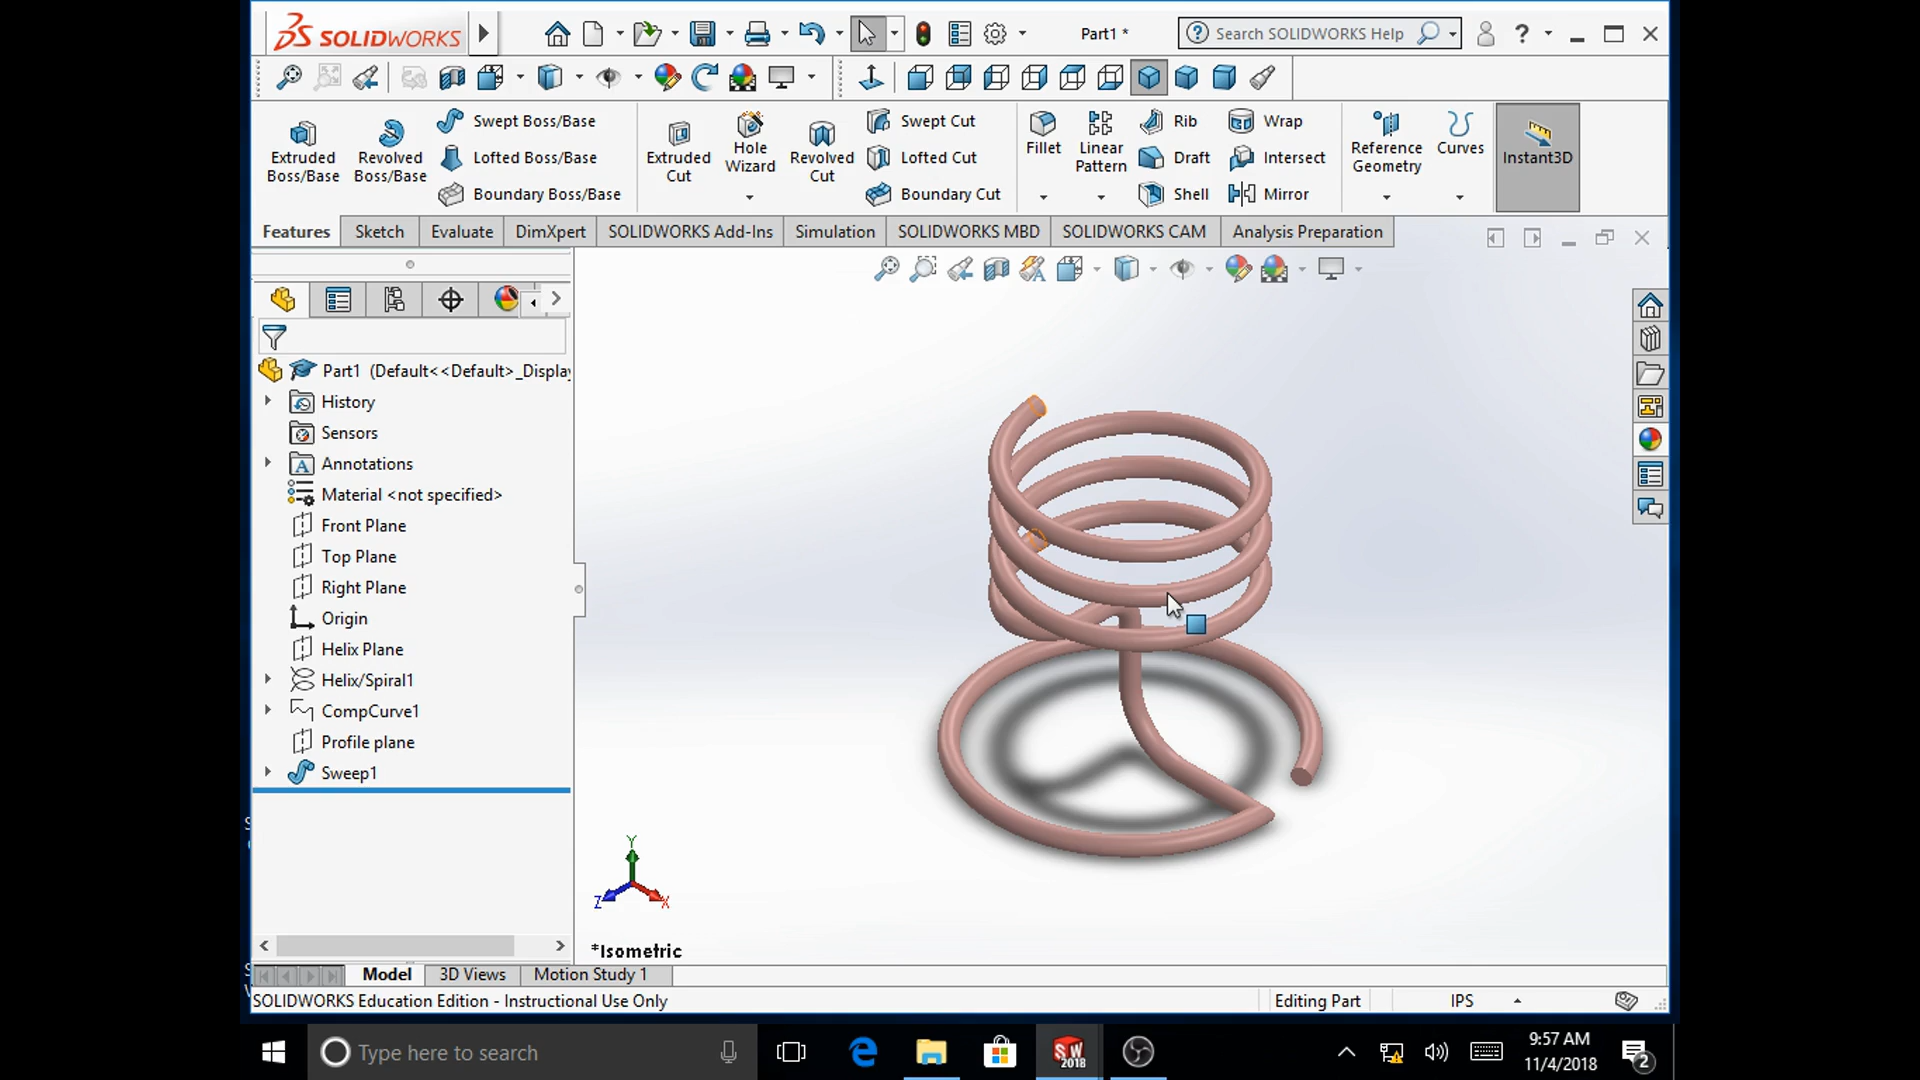 SOLIDWORKS
Part1 *
Search SOLIDWORKS Help
Extruded Boss/Base
Revolved Boss/Base
Swept Boss/Base
Lofted Boss/Base
Boundary Boss/Base
Extruded Cut
Hole Wizard
Revolved Cut
Swept Cut
Lofted Cut
Boundary Cut
Fillet
Linear Pattern
Rib
Draft
Shell
Wrap
Intersect
Mirror
Reference Geometry
Curves
Instant3D
Features
Sketch
Evaluate
DimXpert
SOLIDWORKS Add-Ins
Simulation
SOLIDWORKS MBD
SOLIDWORKS CAM
Analysis Preparation
Part1 (Default<<Default>_Displa
History
Sensors
Annotations
Material <not specified>
Front Plane
Top Plane
Right Plane
Origin
Helix Plane
Helix/Spiral1
CompCurve1
Profile plane
Sweep1
Y
Z
X
*Isometric
Model
3D Views
Motion Study 1
SOLIDWORKS Education Edition - Instructional Use Only
Editing Part
IPS
Type here to search
SW
2018
9:57 AM
11/4/2018
2